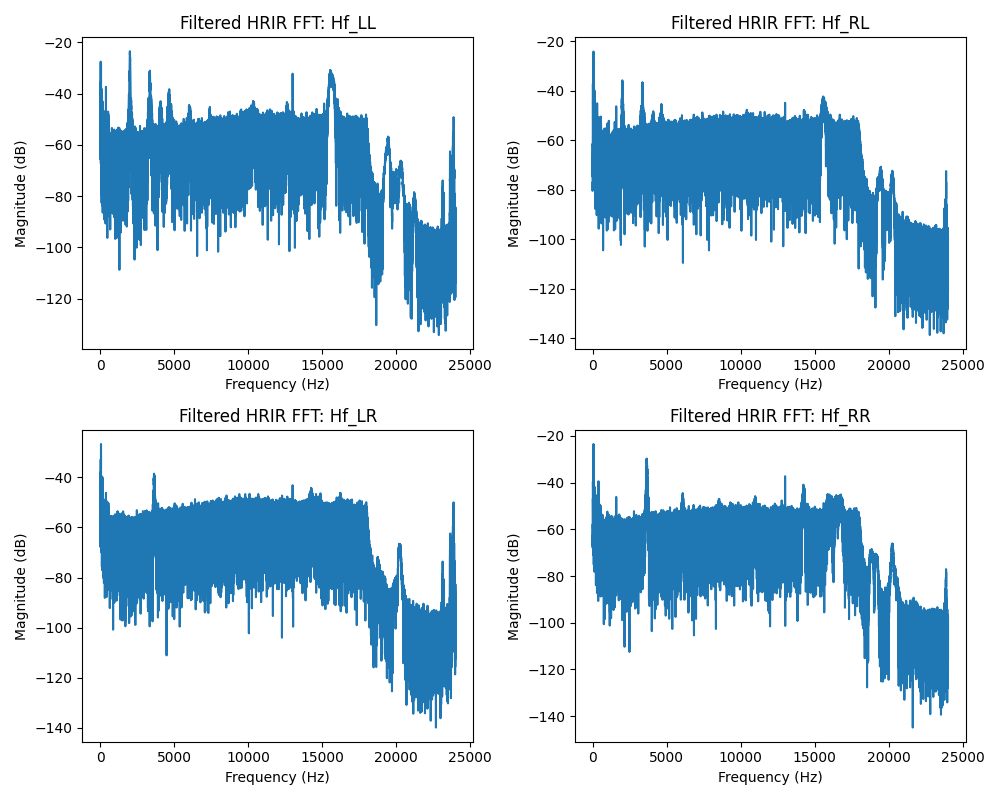 Filtered HRIR FFT: Hf_LL
−20
−40
−60
−80
−100
−120
Magnitude (dB)
0 5000 10000 15000 20000 25000
Frequency (Hz)
Filtered HRIR FFT: Hf_RL
−20
−40
−60
−80
−100
−120
−140
Magnitude (dB)
0 5000 10000 15000 20000 25000
Frequency (Hz)
Filtered HRIR FFT: Hf_LR
−40
−60
−80
−100
−120
−140
Magnitude (dB)
0 5000 10000 15000 20000 25000
Frequency (Hz)
Filtered HRIR FFT: Hf_RR
−20
−40
−60
−80
−100
−120
−140
Magnitude (dB)
0 5000 10000 15000 20000 25000
Frequency (Hz)